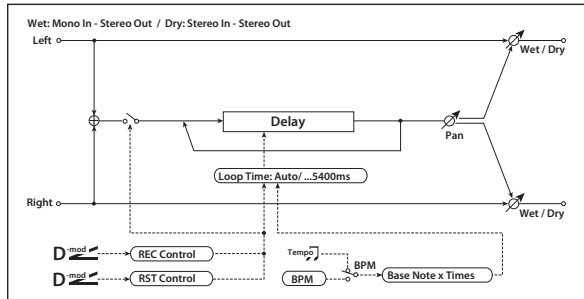 Wet: Mono In - Stereo Out / Dry: Stereo In - Stereo Out
Left
Wet / Dry
Delay
Pan
Loop Time: Auto/ ...5400ms
Right
Wet / Dry
D-mod
REC Control
Tempo
BPM
BPM
Base Note x Times
D-mod
RST Control